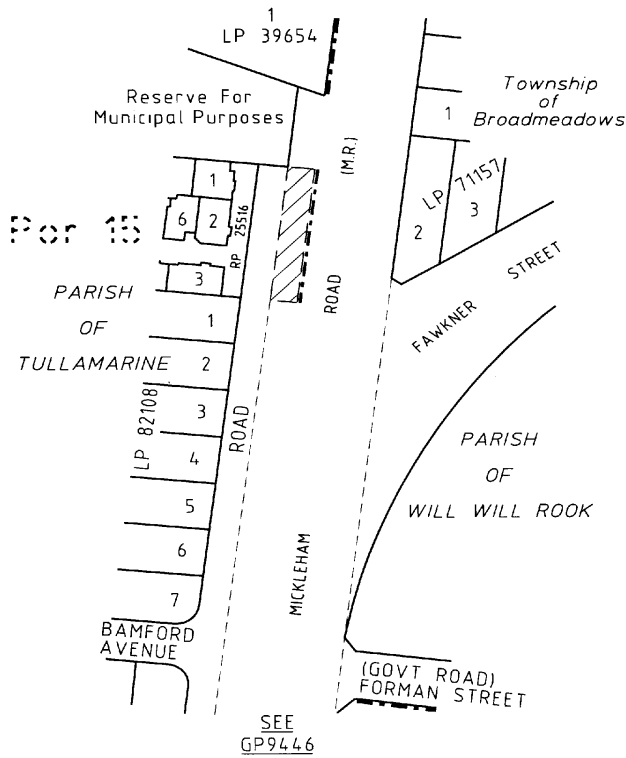 1
LP 39654
Reserve For
Municipal Purposes
(M.R.)
1
Township
of
Broadmeadows
1
6
2
RP 25516
3
Por 15
2
LP 71157
3
PARISH
OF
TULLAMARINE
ROAD
FAWKNER STREET
1
2
3
4
5
6
7
LP 82108
ROAD
PARISH
OF
WILL WILL ROOK
MICKLEHAM
BAMFORD
AVENUE
(GOVT ROAD)
FORMAN STREET
SEE
GP9446